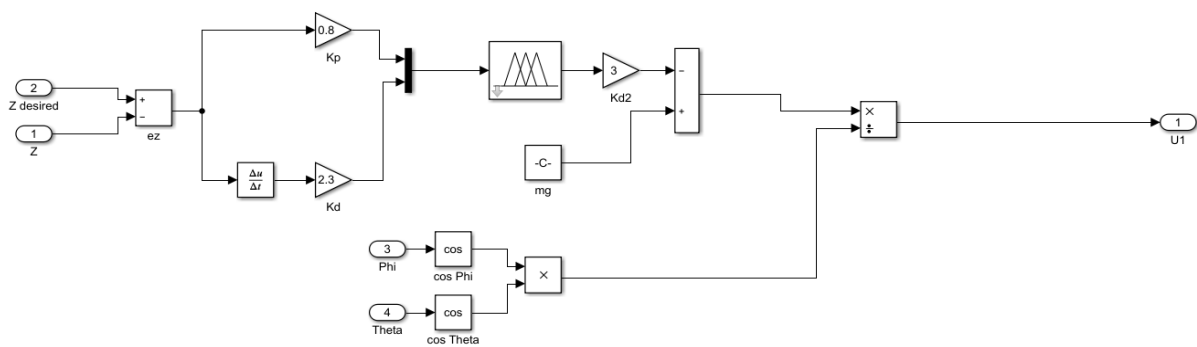 0.8
Kp
2
Z desired
+
−
ez
1
Z
Δu
Δt
2.3
Kd
3
Kd2
−
+
-C-
mg
×
÷
1
U1
3
Phi
cos
cos Phi
×
4
Theta
cos
cos Theta